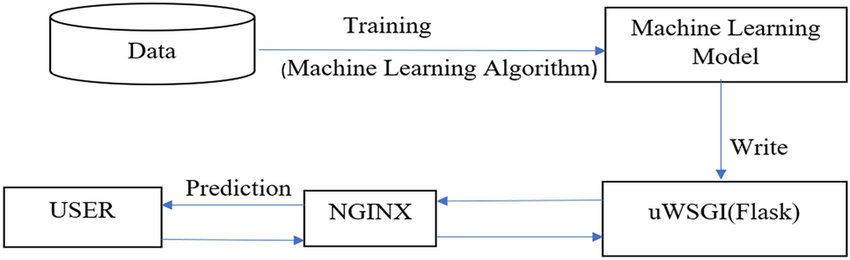 Data
Training
(Machine Learning Algorithm)
Machine Learning
Model
Write
USER
Prediction
NGINX
uWSGI(Flask)